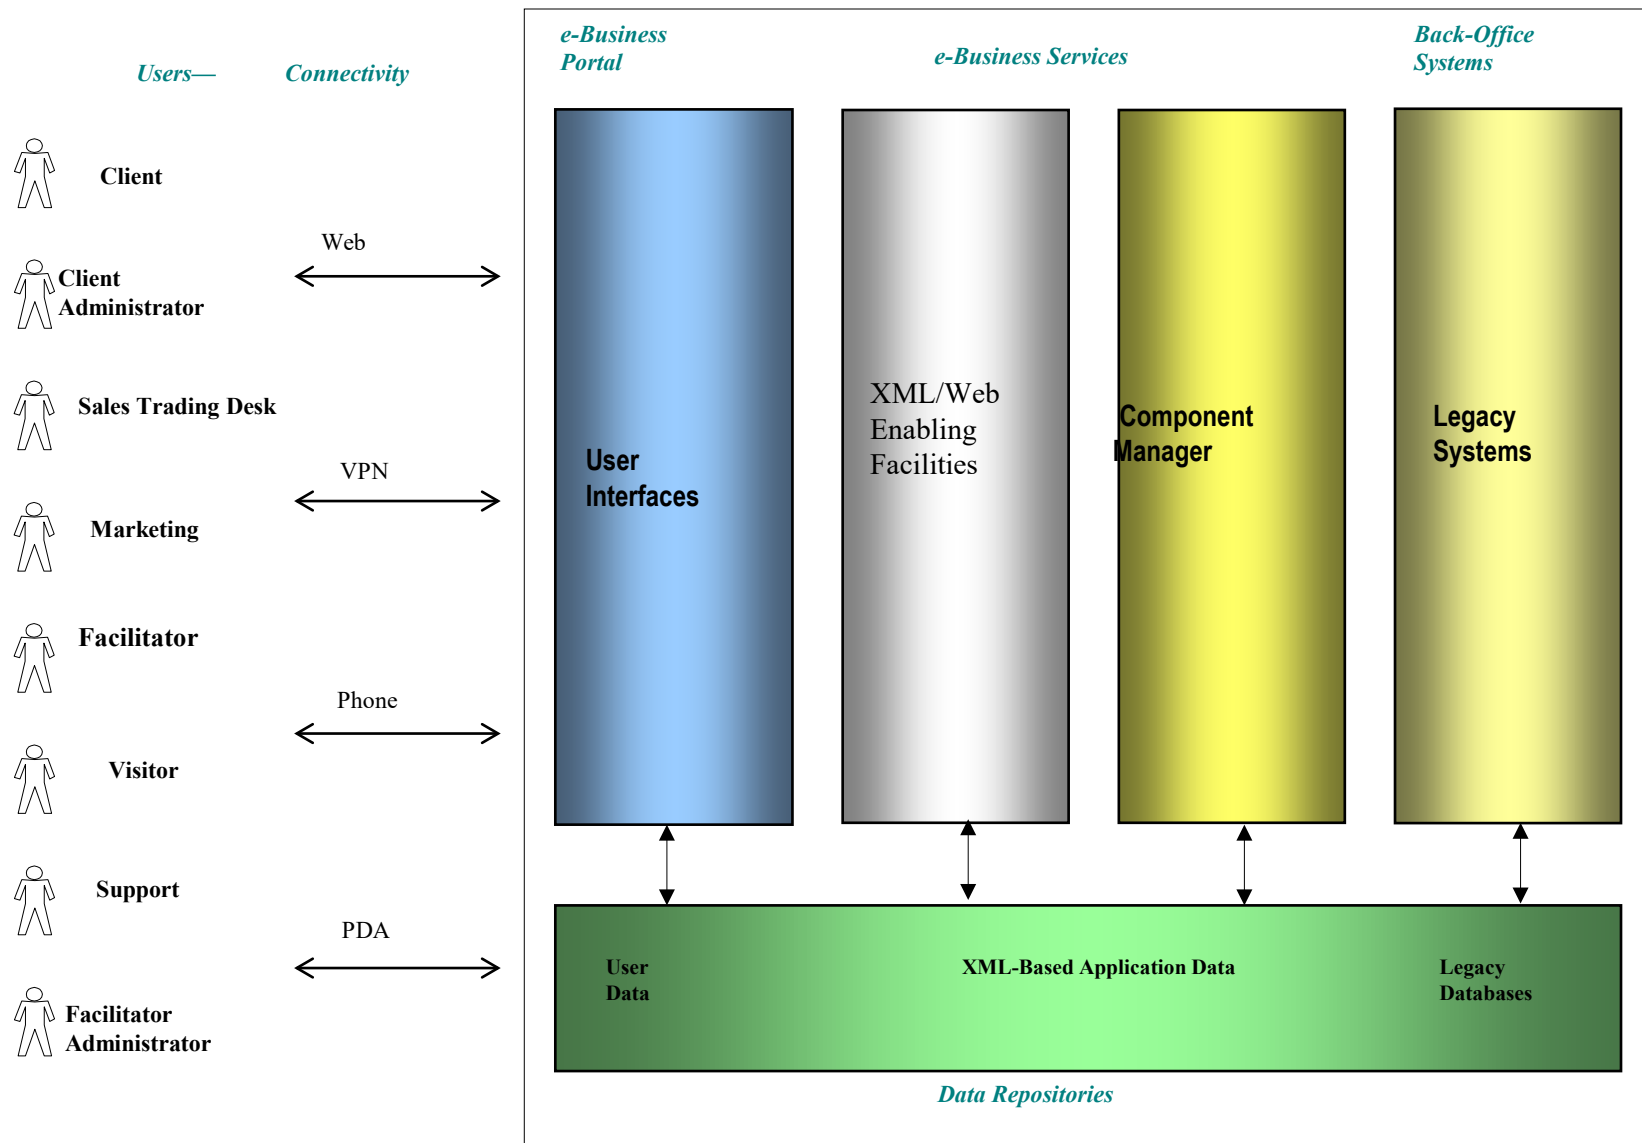 e-Business
Portal
e-Business Services
Back-Office
Systems
Users—
Connectivity
Client
Web
Client
Administrator
Sales Trading Desk
VPN
Marketing
Facilitator
Phone
Visitor
Support
PDA
Facilitator
Administrator
User
Interfaces
XML/Web
Enabling
Facilities
Component
Manager
Legacy
Systems
User
Data
XML-Based Application Data
Legacy
Databases
Data Repositories